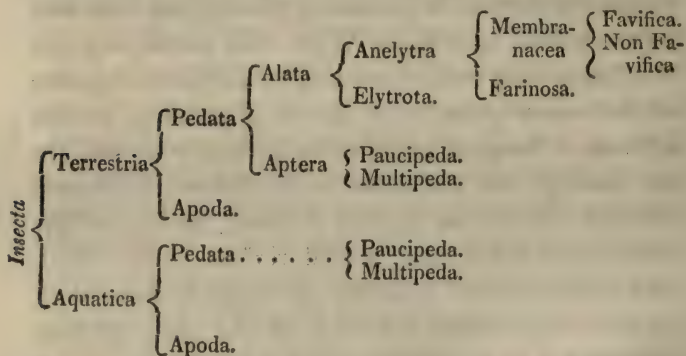 Favifica.
Membra-
nacea
Non Fa-
vifica
Anelytra
Alata
Farinosa.
Elytrota.
Pedata
Terrestria
Aptera
Paucipeda.
Multipeda.
Apoda.
Insecta
Pedata . . . . . .
Paucipeda.
Multipeda.
Aquatica
Apoda.